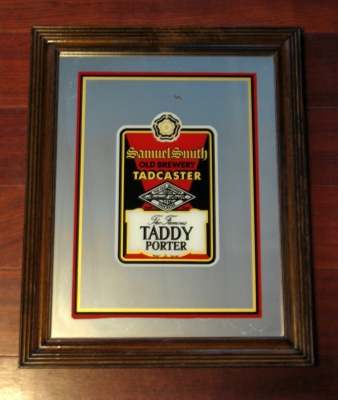 Samuel Smith
OLD BREWERY
TADCASTER
The Famous
TADDY
PORTER